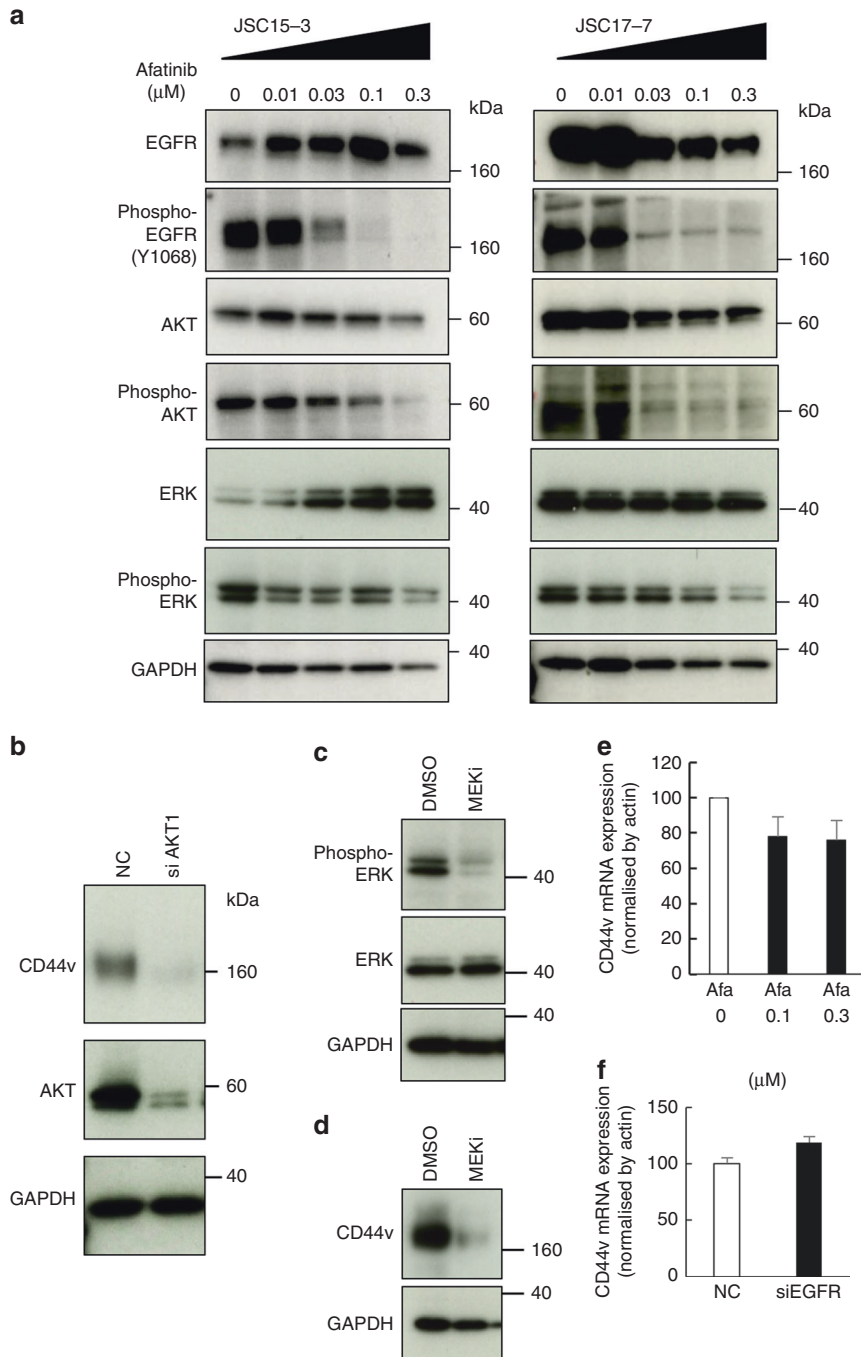 a
JSC15–3
JSC17–7
Afatinib
(μM)
0 0.01 0.03 0.1 0.3
kDa
0 0.01 0.03 0.1 0.3
kDa
EGFR
160
160
Phospho-
EGFR
(Y1068)
160
160
AKT
60
60
Phospho-
AKT
60
60
ERK
40
40
Phospho-
ERK
40
40
GAPDH
40
40
b
NC
si AKT1
kDa
CD44v
160
AKT
60
GAPDH
40
c
DMSO
MEKi
Phospho-
ERK
40
ERK
40
GAPDH
40
d
DMSO
MEKi
CD44v
160
GAPDH
40
e
CD44v mRNA expression
(normalised by actin)
120
100
80
60
40
20
0
Afa Afa Afa
0 0.1 0.3
(μM)
f
CD44v mRNA expression
(normalised by actin)
150
100
50
0
NC siEGFR